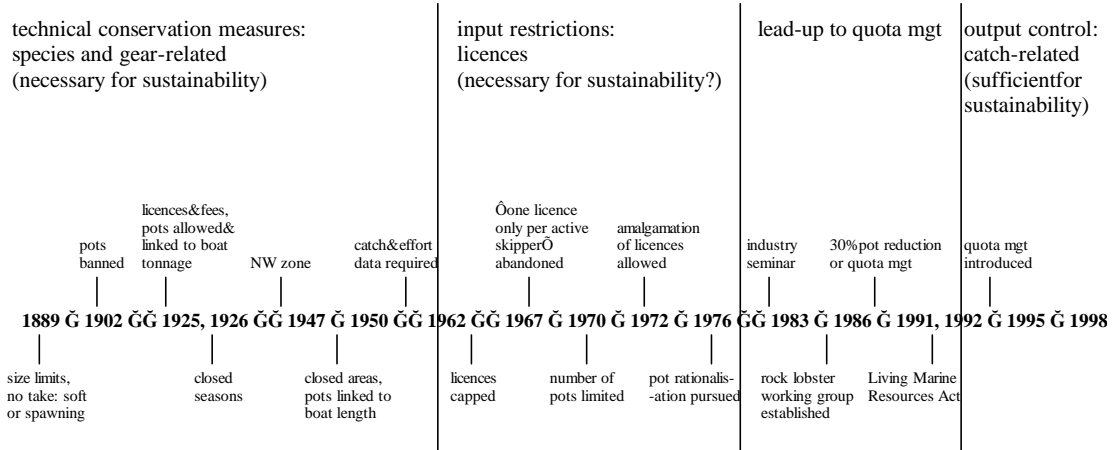 technical conservation measures:
species and gear-related
(necessary for sustainability)
input restrictions:
licences
(necessary for sustainability?)
lead-up to quota mgt
output control:
catch-related
(sufficientfor
sustainability)
pots
banned
licences&fees,
pots allowed&
linked to boat
tonnage
NW zone
catch&effort
data required
Ôone licence
only per active
skipperÕ
abandoned
amalgamation
of licences
allowed
industry
seminar
30%pot reduction
or quota mgt
quota mgt
introduced
1889 Ğ 1902 ĞĞ 1925, 1926 ĞĞ 1947 Ğ 1950 ĞĞ 1962 ĞĞ 1967 Ğ 1970 Ğ 1972 Ğ 1976 ĞĞ 1983 Ğ 1986 Ğ 1991, 1992 Ğ 1995 Ğ 1998
size limits,
no take: soft
or spawning
closed
seasons
closed areas,
pots linked to
boat length
licences
capped
number of
pots limited
pot rationalis-
-ation pursued
rock lobster
working group
established
Living Marine
Resources Act